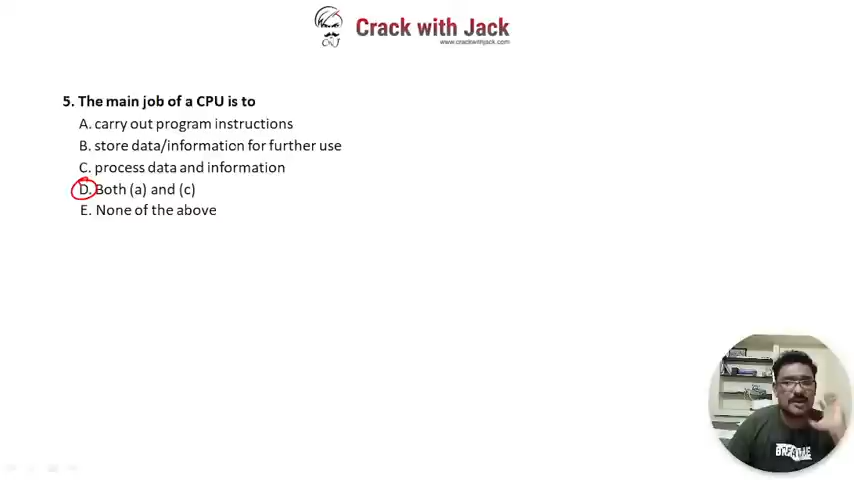 Crack with Jack
www.crackwithjack.com
5. The main job of a CPU is to
A. carry out program instructions
B. store data/information for further use
C. process data and information
D. Both (a) and (c)
E. None of the above
BREATHE